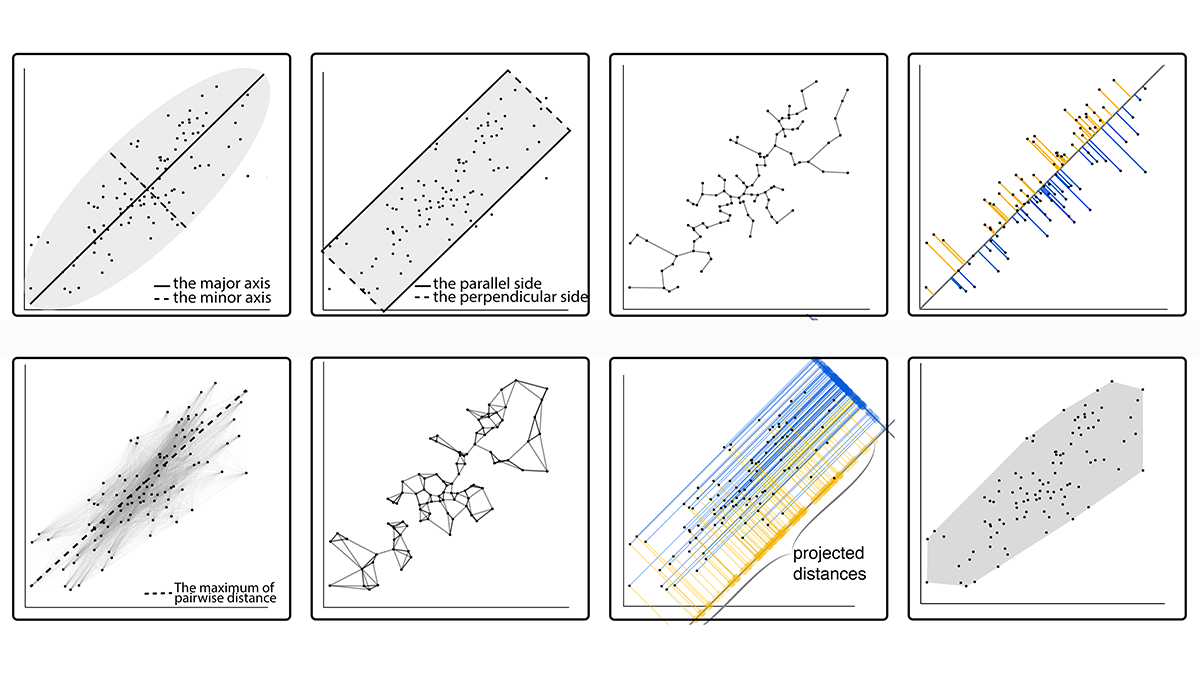 the major axis
the minor axis
the parallel side
the perpendicular side
The maximum of
pairwise distance
projected
distances